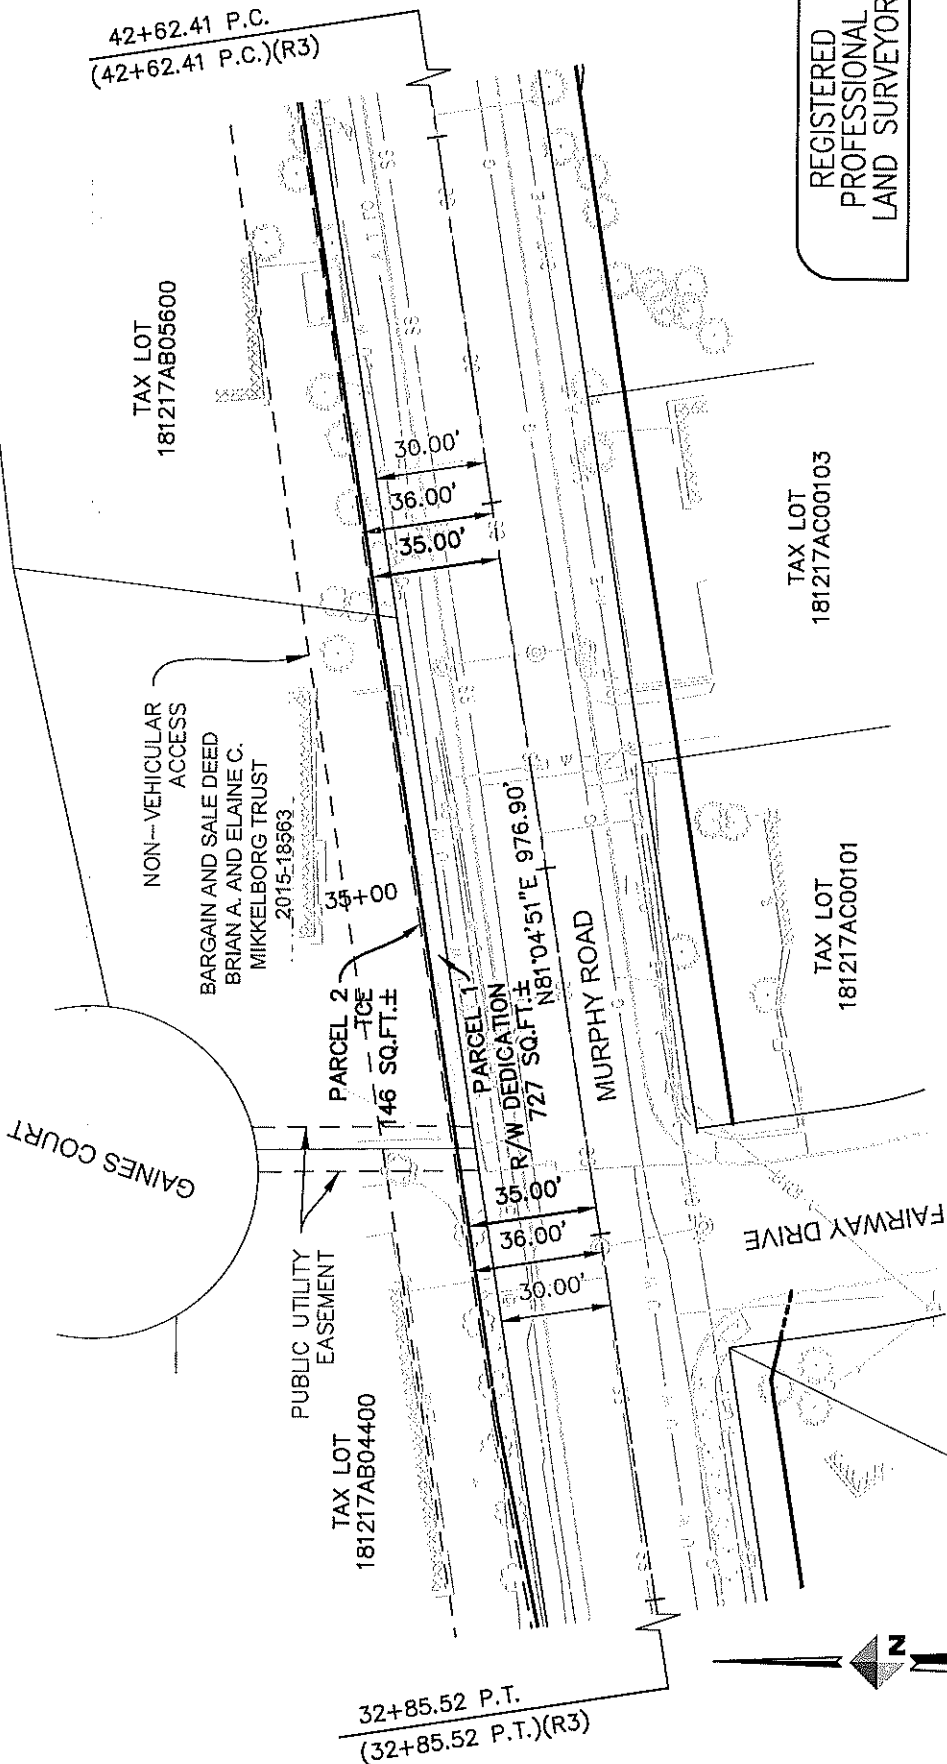 42+62.41 P.C.
(42+62.41 P.C.)(R3)
REGISTERED
PROFESSIONAL
LAND SURVEYOR
TAX LOT
181217AB05600
30.00'
36.00'
35.00'
TAX LOT
181217AC00103
NON-VEHICULAR
ACCESS
BARGAIN AND SALE DEED
BRIAN A. AND ELAINE C.
MIKKELBORG TRUST
2015-18563
35+00
PARCEL 2
TCE
146 SQ.FT.±
PARCEL 1
R/W DEDICATION
727 SQ.FT.±
N81°04'51"E 976.90'
MURPHY ROAD
TAX LOT
181217AC00101
GAINES COURT
PUBLIC UTILITY
EASEMENT
35.00'
36.00'
30.00'
FAIRWAY DRIVE
TAX LOT
181217AB04400
32+85.52 P.T.
(32+85.52 P.T.)(R3)
N